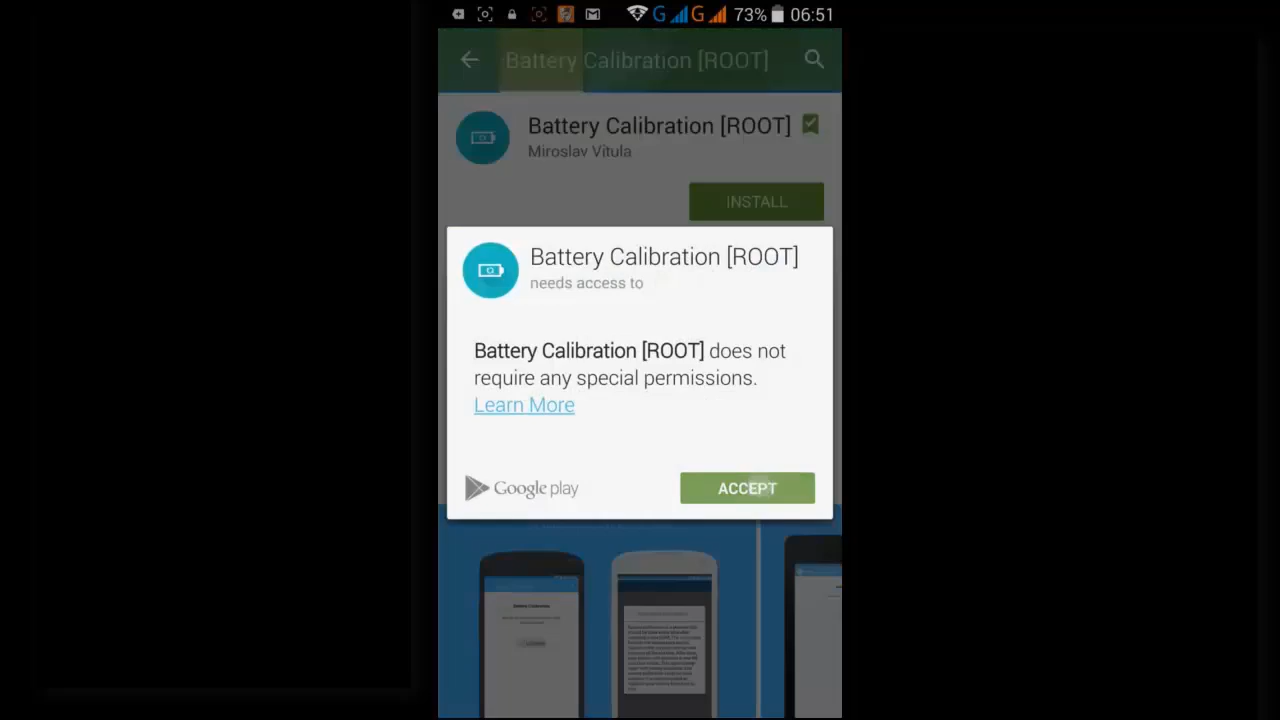 G G 73% 06:51
Battery Calibration [ROOT]
Battery Calibration [ROOT]
Miroslav Vítula
INSTALL
Battery Calibration [ROOT]
needs access to
Battery Calibration [ROOT] does not
require any special permissions.
Learn More
Google play
ACCEPT